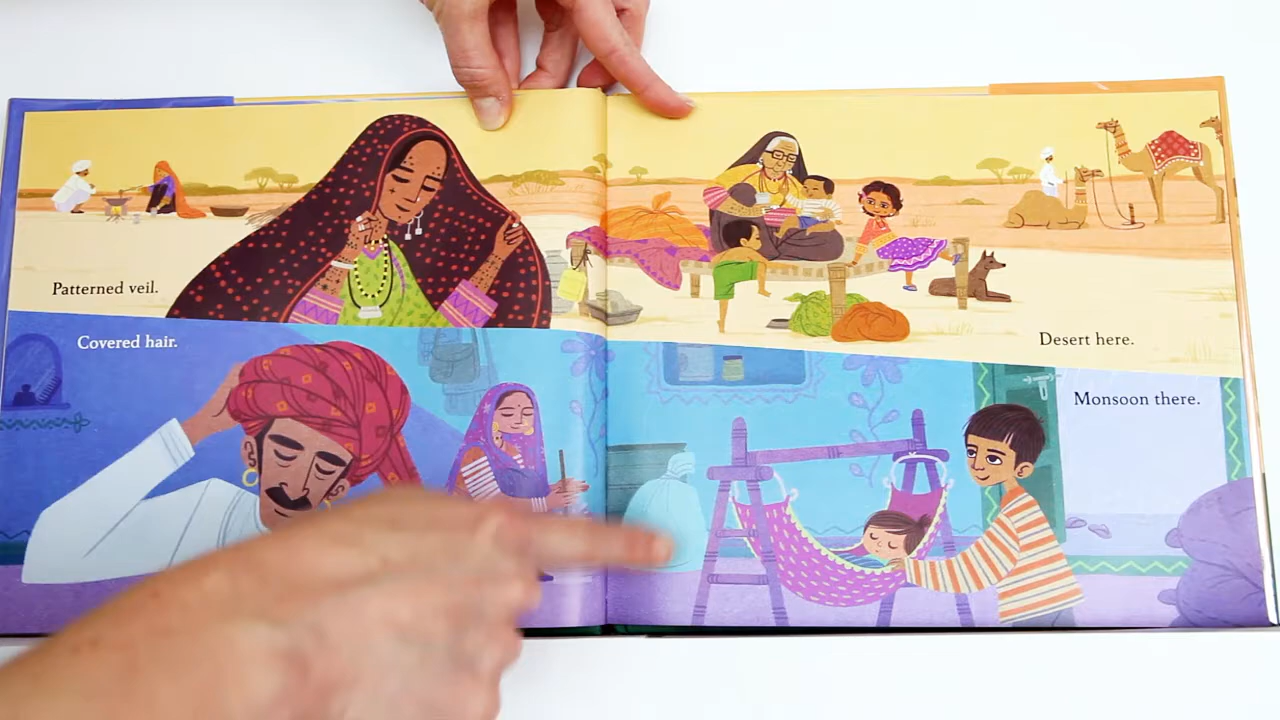 Patterned veil.
Desert here.
Covered hair.
Monsoon there.